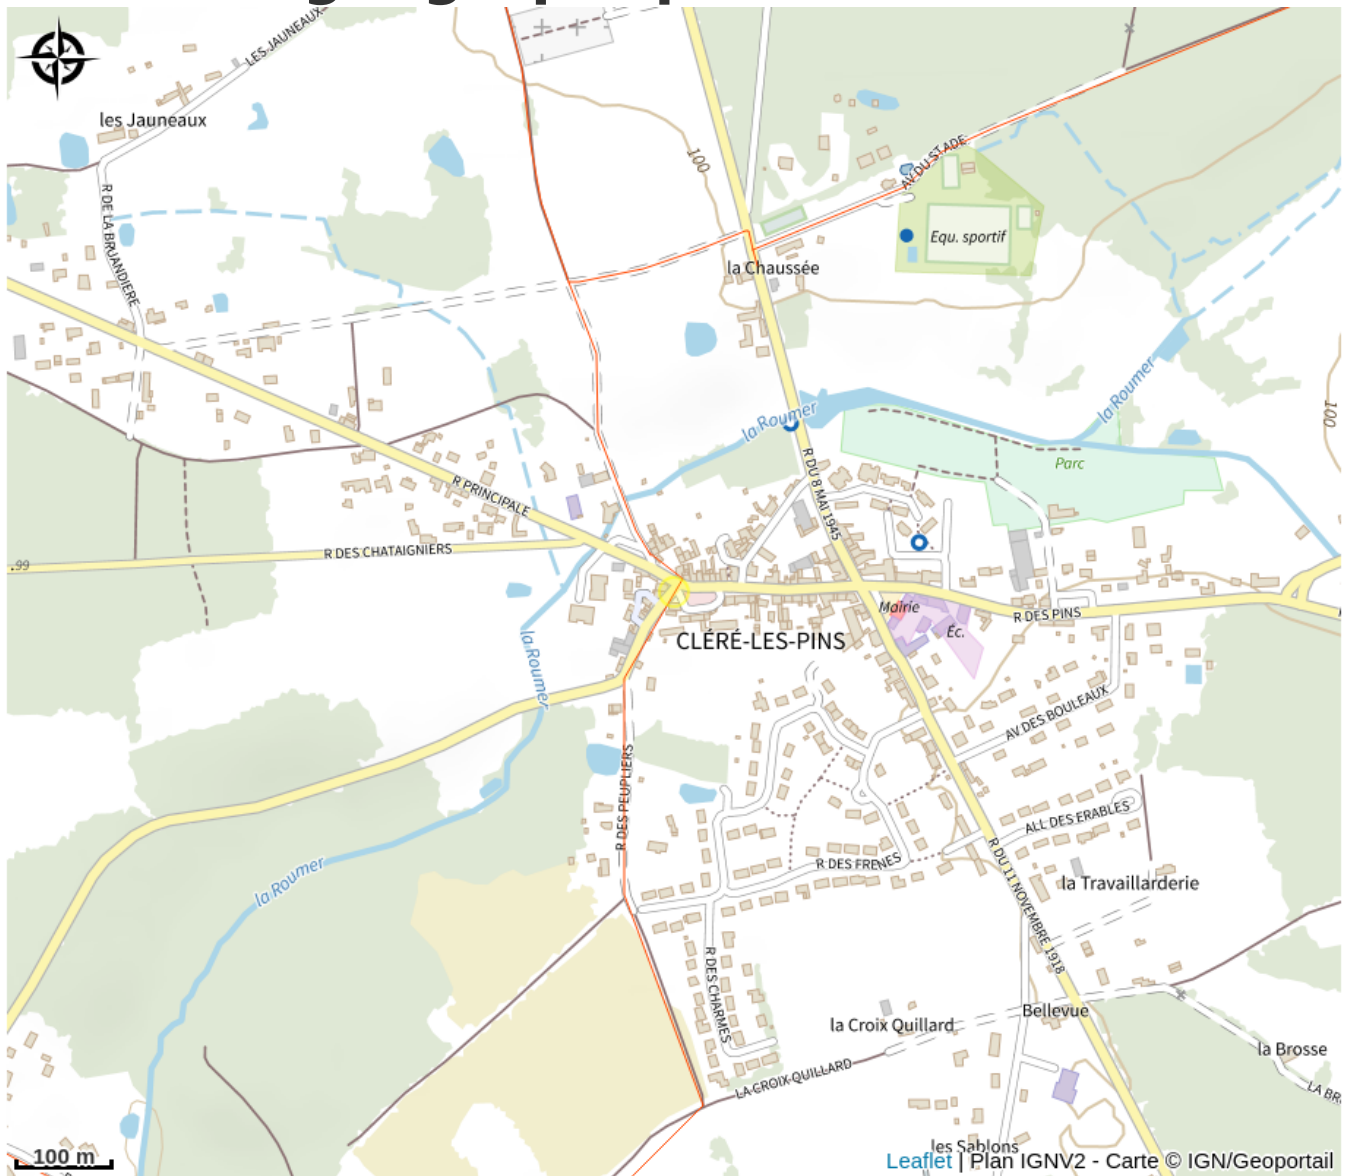 LES JAUNEAUX
les Jauneaux
100
AV DU STADE
R DE LA BRUANDIERE
Equ. sportif
la Chaussée
la Roumer
100
la Roumer
Parc
R PRINCIPALE
R DU 8 MAI 1945
R DES CHATAIGNIERS
.99
Mairie
Éc.
R DES PINS
CLÉRÉ-LES-PINS
la Roumer
AV DES BOULEAUX
R DES PEUPLIERS
ALL DES ERABLES
R DES FRENES
la Roumer
la Travaillarderie
R DU 11 NOVEMBRE 1918
R DES CHARMES
Bellevue
la Croix Quillard
la Brosse
LA CROIX QUILLARD
LA BR
les Sablons
100 m
Leaflet | Plan IGNV2 - Carte © IGN/Geoportail